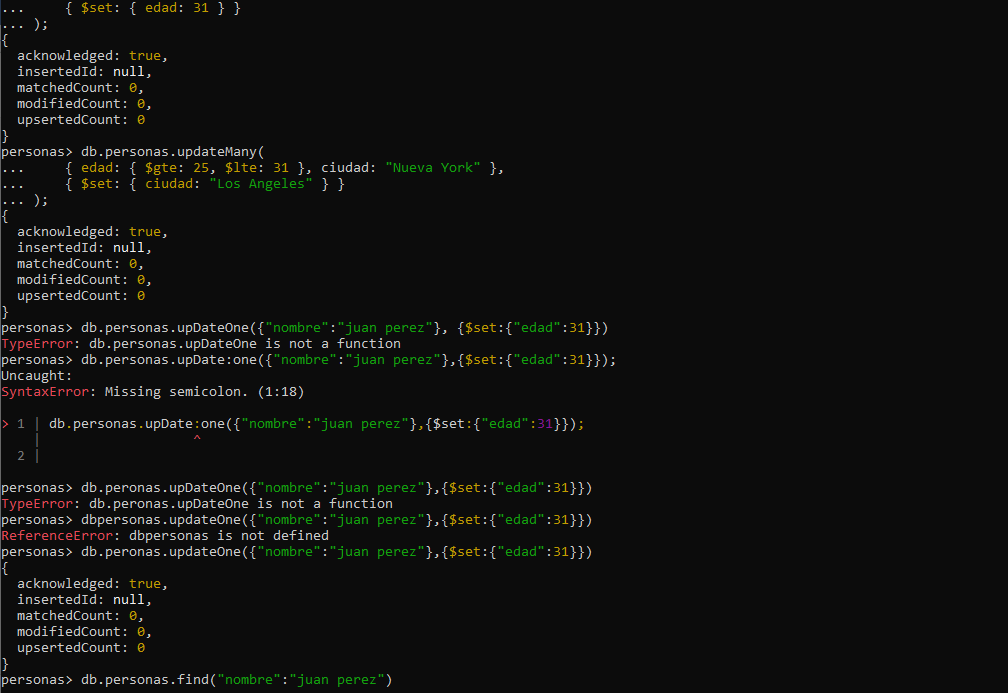 ...     { $set: { edad: 31 } }
... );
{
  acknowledged: true,
  insertedId: null,
  matchedCount: 0,
  modifiedCount: 0,
  upsertedCount: 0
}
personas> db.personas.updateMany(
...     { edad: { $gte: 25, $lte: 31 }, ciudad: "Nueva York" },
...     { $set: { ciudad: "Los Angeles" } }
... );
{
  acknowledged: true,
  insertedId: null,
  matchedCount: 0,
  modifiedCount: 0,
  upsertedCount: 0
}
personas> db.personas.upDateOne({"nombre":"juan perez"}, {$set:{"edad":31}})
TypeError: db.personas.upDateOne is not a function
personas> db.personas.upDate:one({"nombre":"juan perez"},{$set:{"edad":31}});
Uncaught:
SyntaxError: Missing semicolon. (1:18)
> 1 | db.personas.upDate:one({"nombre":"juan perez"},{$set:{"edad":31}});
    |                   ^
  2 |
personas> db.peronas.upDateOne({"nombre":"juan perez"},{$set:{"edad":31}})
TypeError: db.peronas.upDateOne is not a function
personas> dbpersonas.updateOne({"nombre":"juan perez"},{$set:{"edad":31}})
ReferenceError: dbpersonas is not defined
personas> db.peronas.updateOne({"nombre":"juan perez"},{$set:{"edad":31}})
{
  acknowledged: true,
  insertedId: null,
  matchedCount: 0,
  modifiedCount: 0,
  upsertedCount: 0
}
personas> db.personas.find("nombre":"juan perez")